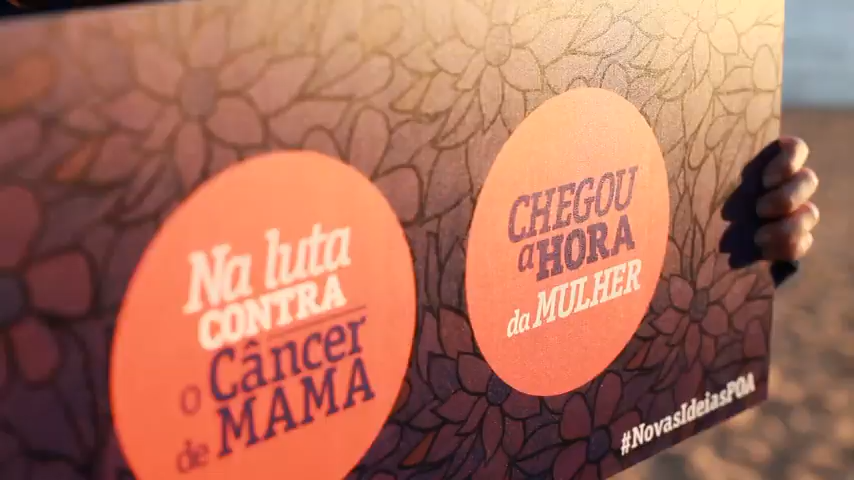 Na luta
CONTRA
o Câncer
de MAMA
CHEGOU
a HORA
da MULHER
#NovasIdeiasPOA